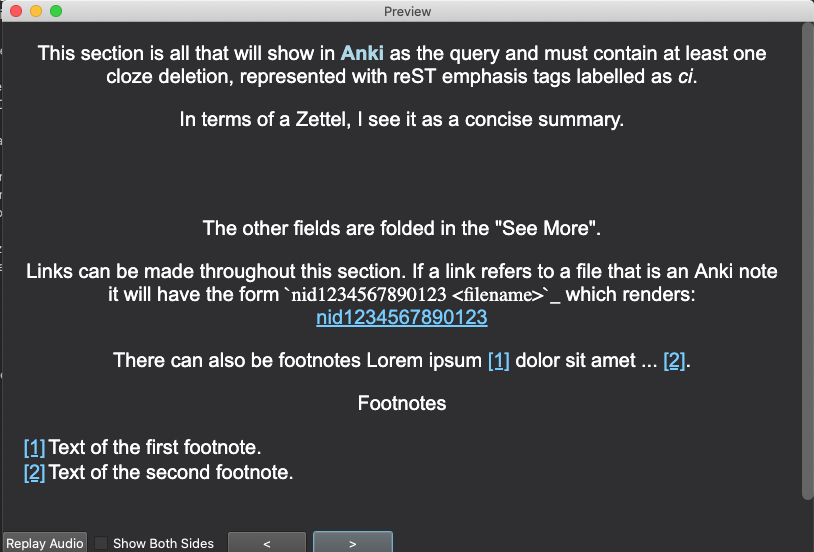 Preview
This section is all that will show in Anki as the query and must contain at least one
cloze deletion, represented with reST emphasis tags labelled as ci.
In terms of a Zettel, I see it as a concise summary.
The other fields are folded in the "See More".
Links can be made throughout this section. If a link refers to a file that is an Anki note
it will have the form `nid1234567890123 <filename>`_ which renders:
nid1234567890123
There can also be footnotes Lorem ipsum [1] dolor sit amet ... [2].
Footnotes
[1] Text of the first footnote.
[2] Text of the second footnote.
Replay Audio Show Both Sides < >